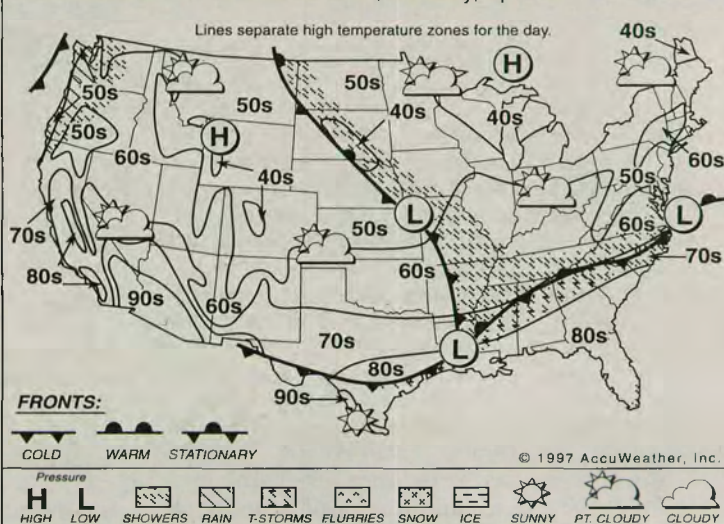 Lines separate high temperature zones for the day.
40s
H
50s
50s
40s
50s
40s
50s
H
60s
60s
40s
50s
L
50s
60s
L
70s
60s
70s
80s
90s
60s
70s
L
80s
80s
90s
FRONTS:
COLD WARM STATIONARY
© 1997 AccuWeather, Inc.
Pressure
H L
HIGH LOW SHOWERS RAIN T-STORMS FLURRIES SNOW ICE SUNNY PT. CLOUDY CLOUDY